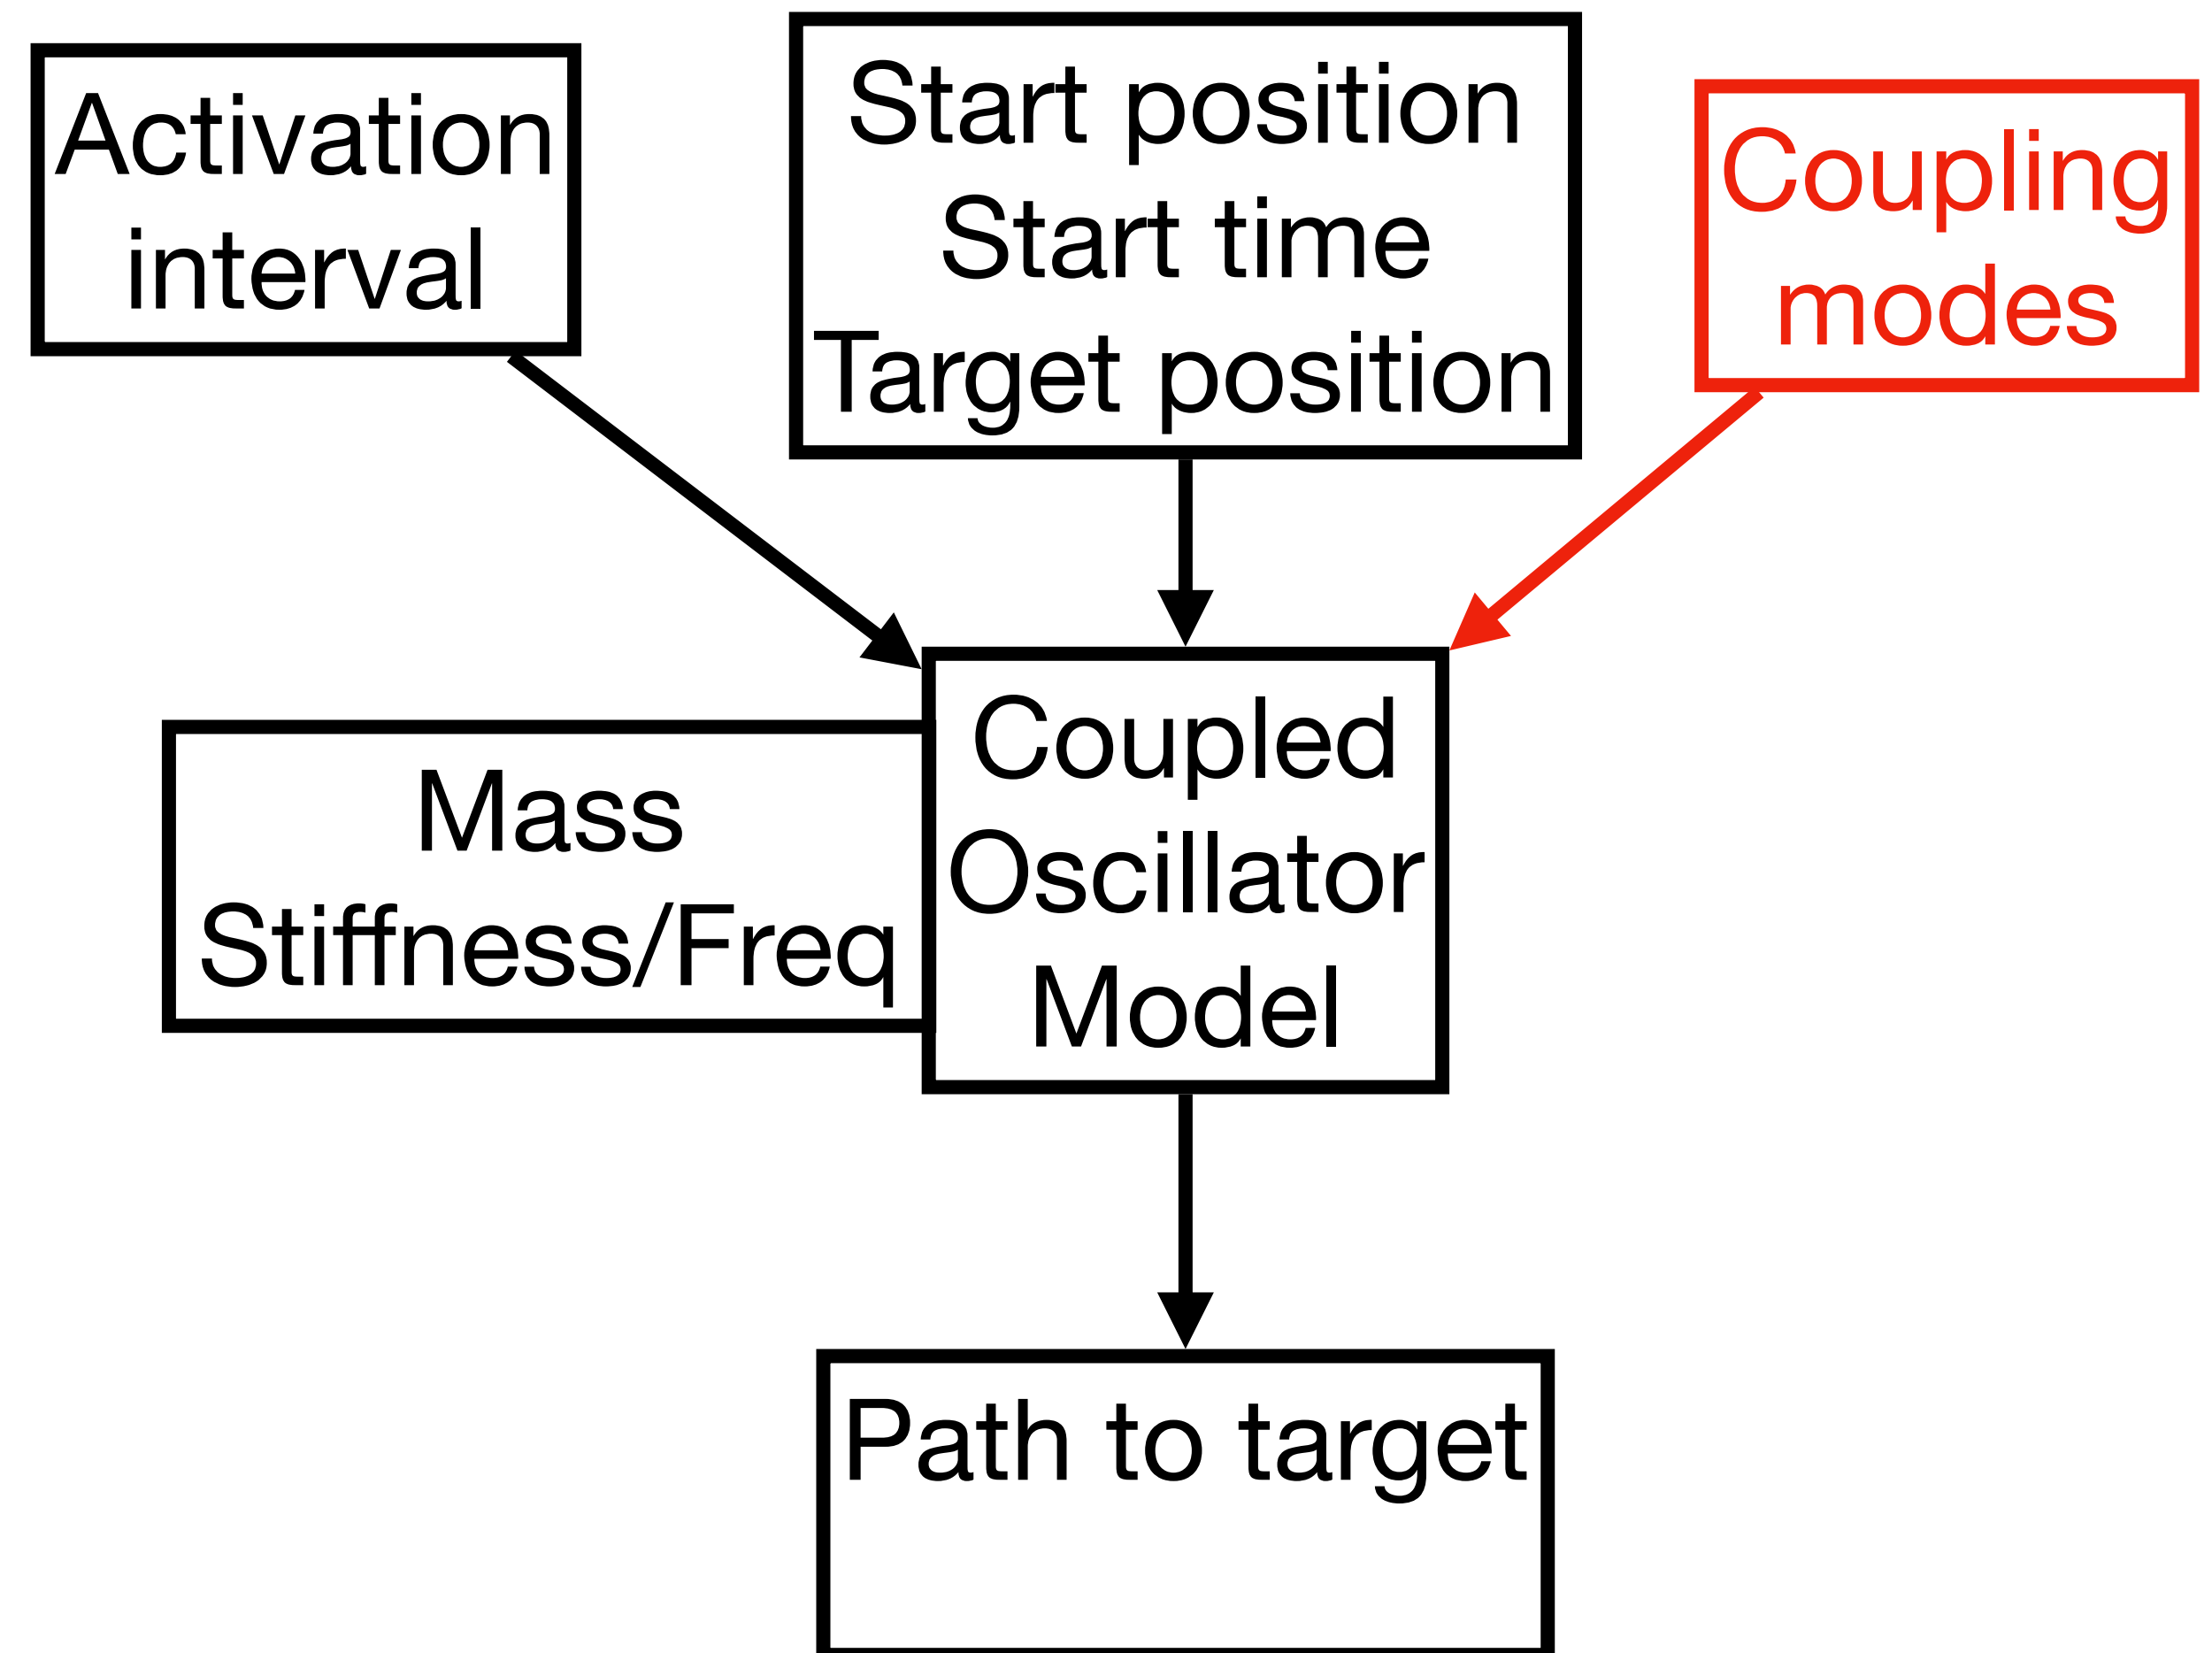 Activation
interval
Start position
Start time
Target position
Coupling
modes
Mass
Stiffness/Freq
Coupled
Oscillator
Model
Path to target